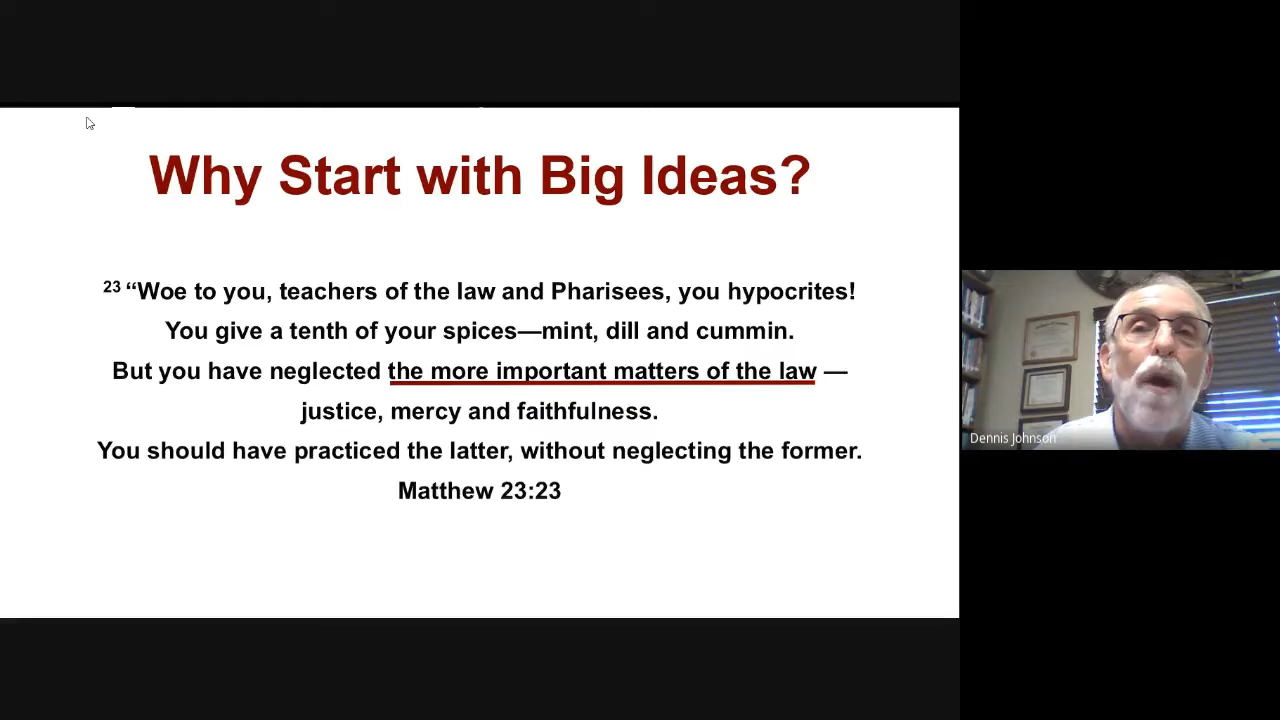 Why Start with Big Ideas?
23 “Woe to you, teachers of the law and Pharisees, you hypocrites!
You give a tenth of your spices—mint, dill and cummin.
But you have neglected the more important matters of the law —
justice, mercy and faithfulness.
You should have practiced the latter, without neglecting the former.
Matthew 23:23
Dennis Johnson